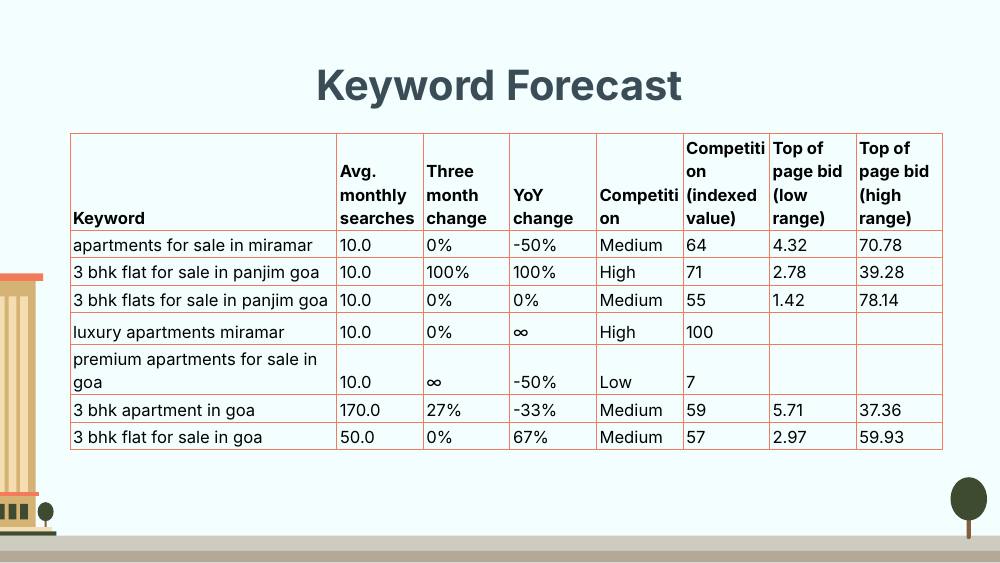 Keyword Forecast
Keyword | Avg. monthly searches | Three month change | YoY change | Competiti on | Competiti on (indexed value) | Top of page bid (low range) | Top of page bid (high range)
apartments for sale in miramar | 10.0 | 0% | -50% | Medium | 64 | 4.32 | 70.78
3 bhk flat for sale in panjim goa | 10.0 | 100% | 100% | High | 71 | 2.78 | 39.28
3 bhk flats for sale in panjim goa | 10.0 | 0% | 0% | Medium | 55 | 1.42 | 78.14
luxury apartments miramar | 10.0 | 0% | ∞ | High | 100
premium apartments for sale in goa | 10.0 | ∞ | -50% | Low | 7
3 bhk apartment in goa | 170.0 | 27% | -33% | Medium | 59 | 5.71 | 37.36
3 bhk flat for sale in goa | 50.0 | 0% | 67% | Medium | 57 | 2.97 | 59.93